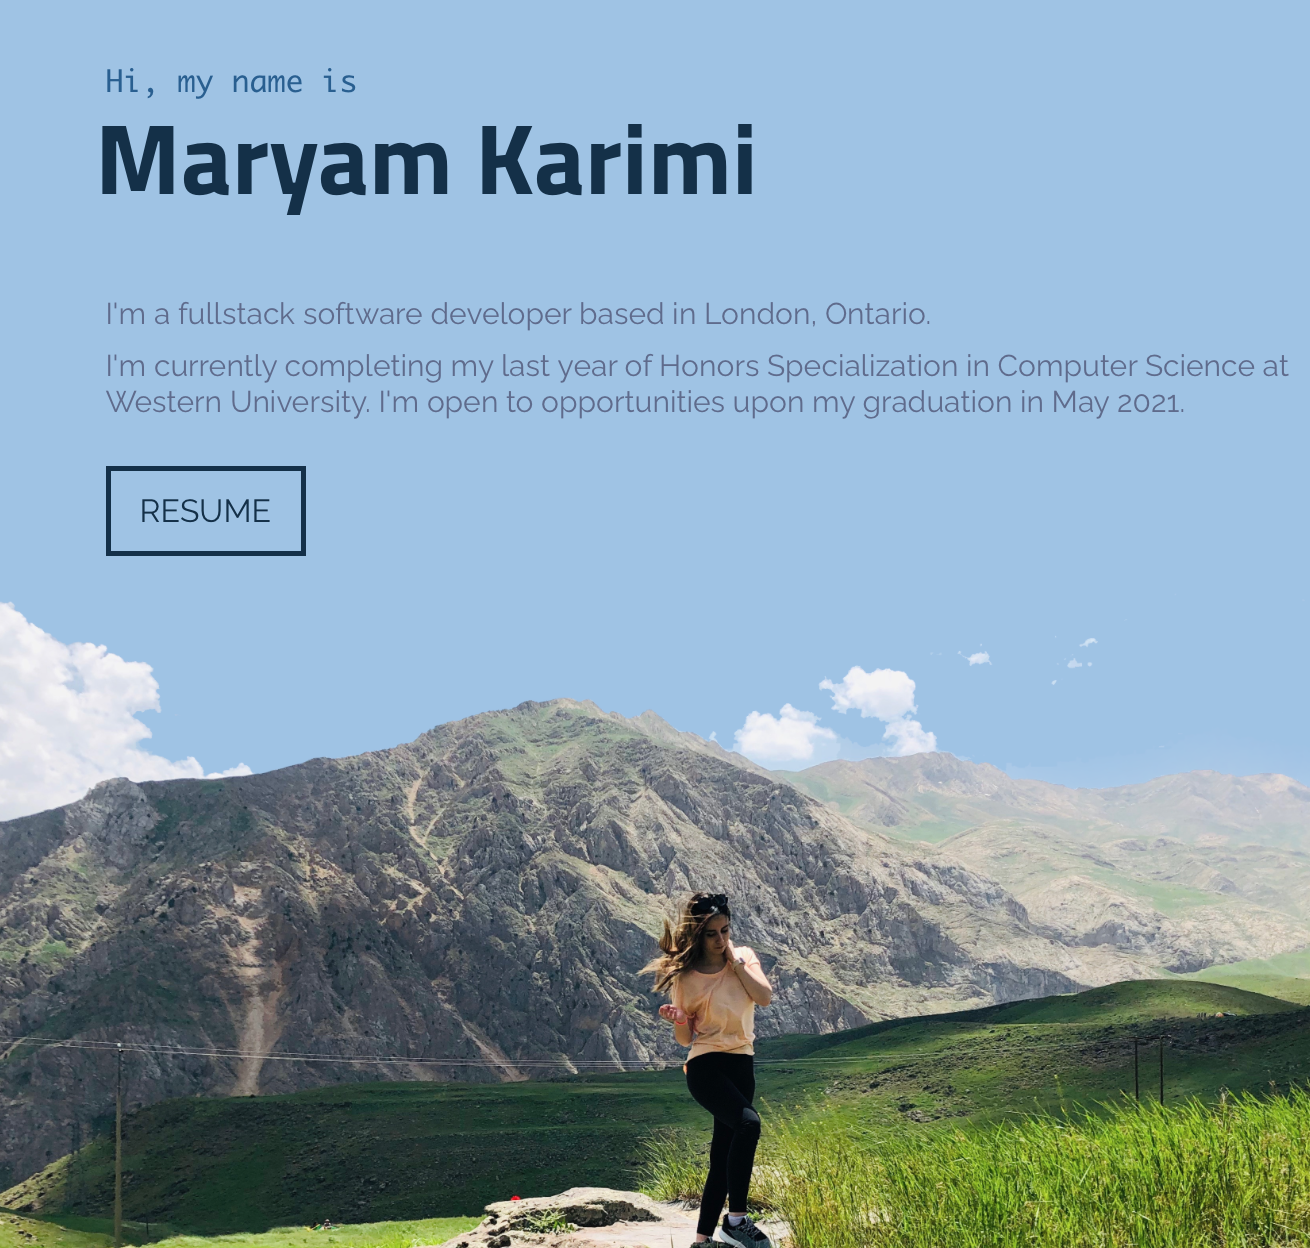 Hi, my name is
Maryam Karimi
I'm a fullstack software developer based in London, Ontario.
I'm currently completing my last year of Honors Specialization in Computer Science at
Western University. I'm open to opportunities upon my graduation in May 2021.
RESUME